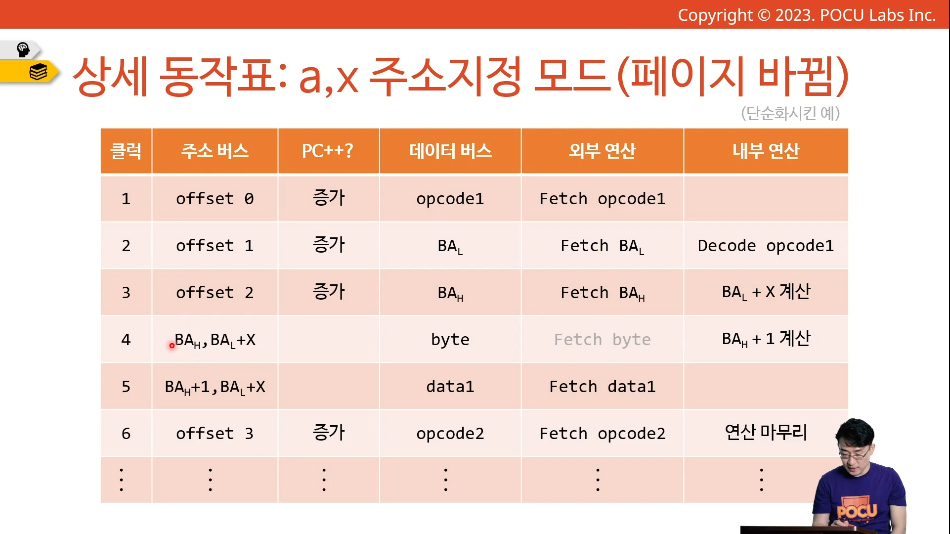 Copyright © 2023. POCU Labs Inc.
상세 동작표: a,x 주소지정 모드(페이지 바뀜)
(단순화시킨 예)
클럭 주소 버스 PC++? 데이터 버스 외부 연산 내부 연산
1 offset 0 증가 opcode1 Fetch opcode1
2 offset 1 증가 BAL Fetch BAL Decode opcode1
3 offset 2 증가 BAH Fetch BAH BAL + X 계산
4 BAH,BAL+X byte Fetch byte BAH + 1 계산
5 BAH+1,BAL+X data1 Fetch data1
6 offset 3 증가 opcode2 Fetch opcode2 연산 마무리
POCU